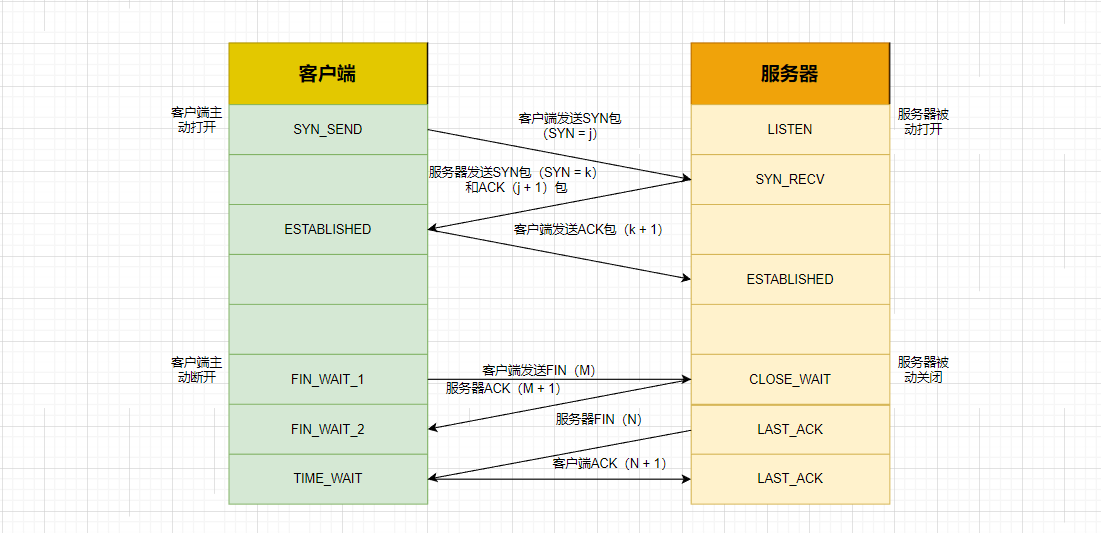 客户端
服务器
客户端主
动打开
SYN_SEND
客户端发送SYN包
（SYN = j）
LISTEN
服务器被
动打开
服务器发送SYN包（SYN = k）
和ACK（j + 1）包
SYN_RECV
ESTABLISHED
客户端发送ACK包（k + 1）
ESTABLISHED
客户端主
动断开
FIN_WAIT_1
客户端发送FIN（M）
服务器ACK（M + 1）
CLOSE_WAIT
服务器被
动关闭
FIN_WAIT_2
服务器FIN（N）
LAST_ACK
TIME_WAIT
客户端ACK（N + 1）
LAST_ACK